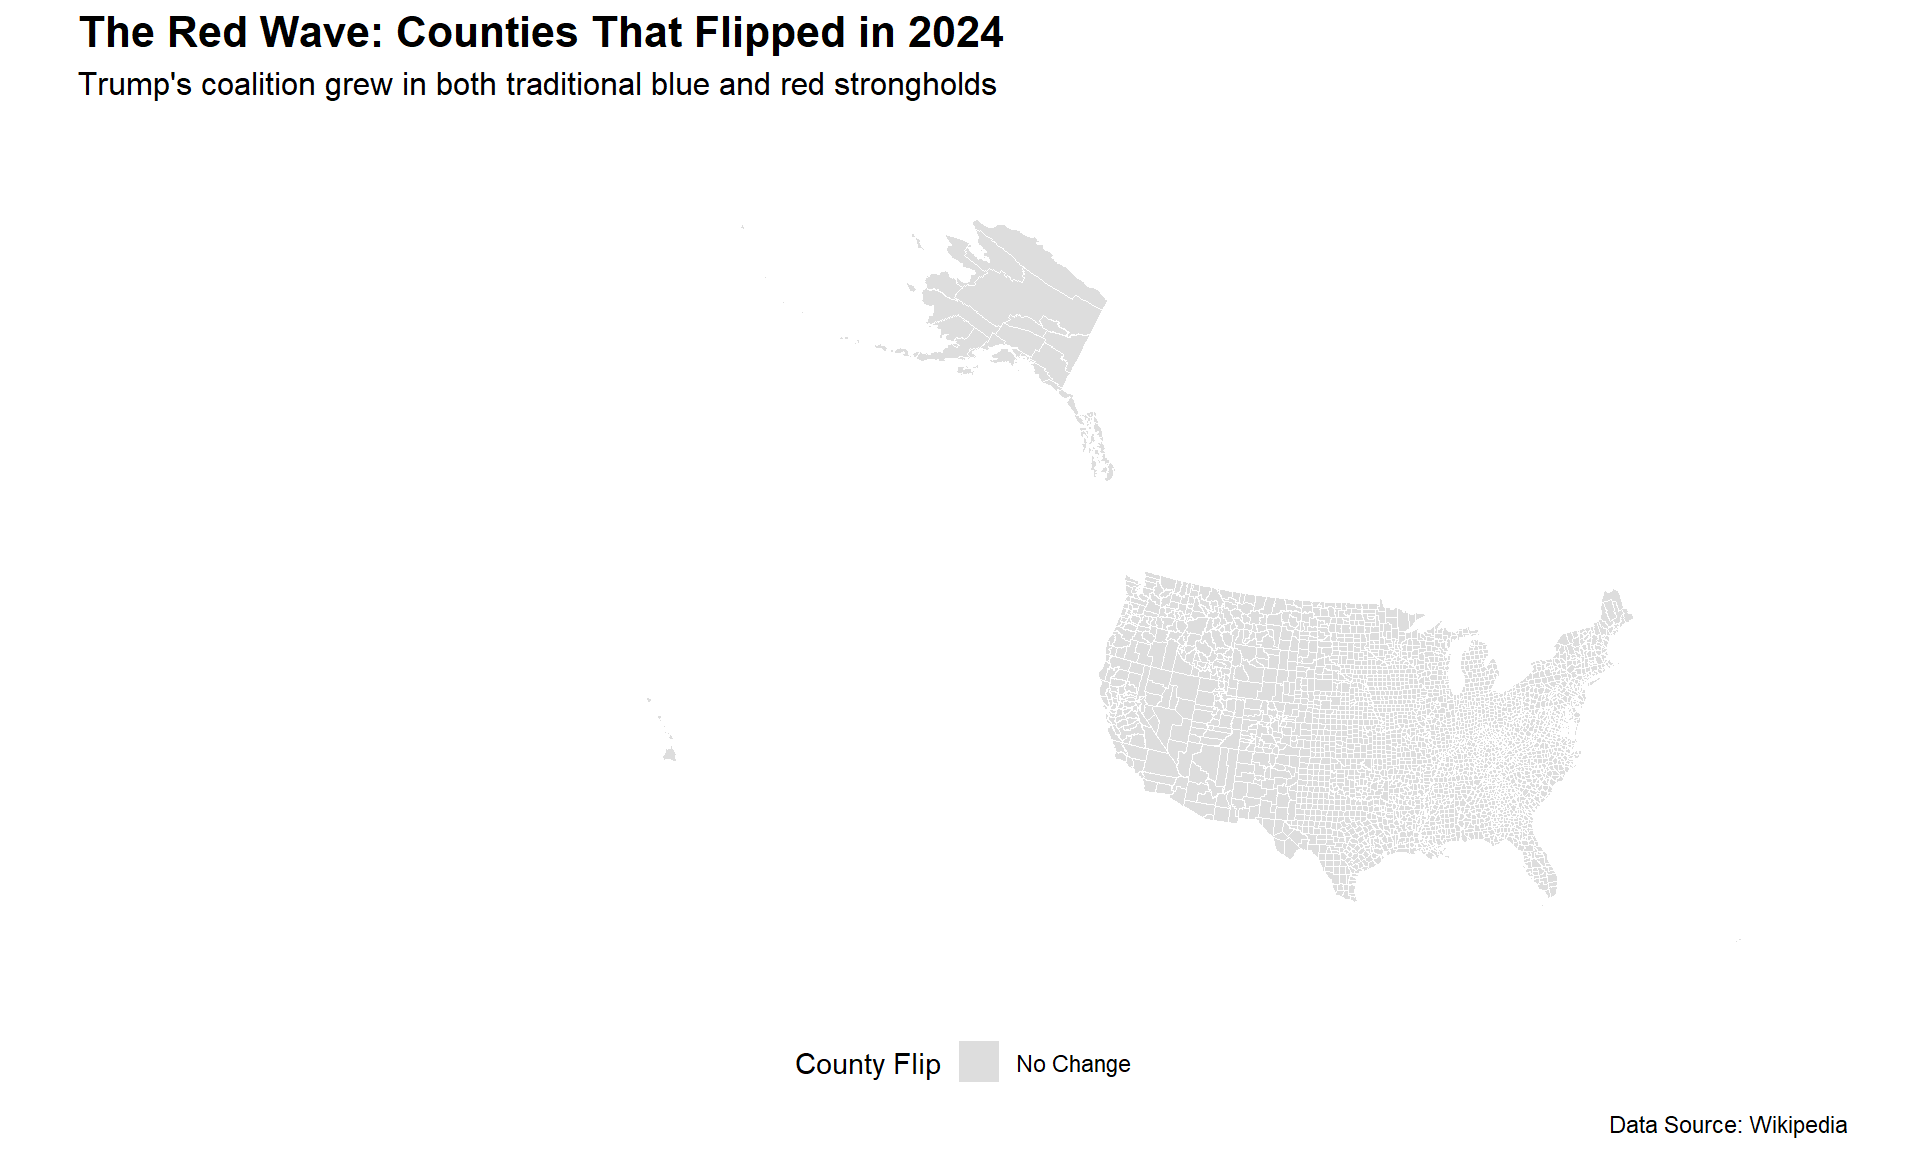 The Red Wave: Counties That Flipped in 2024
Trump's coalition grew in both traditional blue and red strongholds
County Flip
No Change
Data Source: Wikipedia